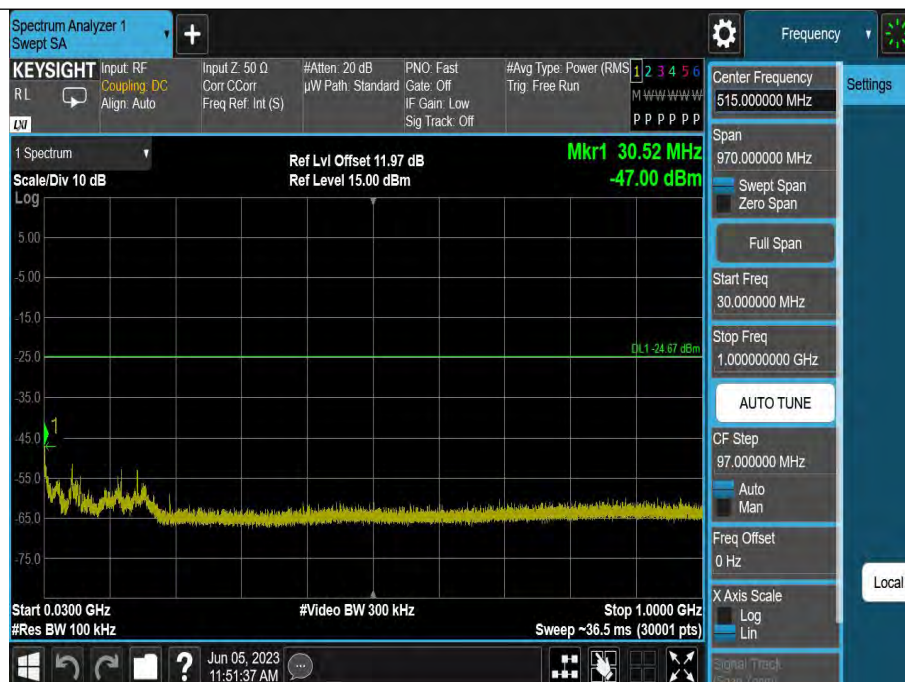 Spectrum Analyzer 1
Swept SA
Frequency
KEYSIGHT
Input: RF
Input Z: 50 Ω
#Atten: 20 dB
PNO: Fast
#Avg Type: Power (RMS
1 2 3 4 5 6
R L
Coupling: DC
Corr CCorr
µW Path: Standard
Gate: Off
Trig: Free Run
M W W W W W
Align: Auto
Freq Ref: Int (S)
IF Gain: Low
P P P P P P
LXI
Sig Track: Off
1 Spectrum
Ref Lvl Offset 11.97 dB
Mkr1 30.52 MHz
Scale/Div 10 dB
Ref Level 15.00 dBm
-47.00 dBm
Log
5.00
-5.00
-15.0
-25.0
DL1 -24.67 dBm
-35.0
1
-45.0
-55.0
-65.0
-75.0
Start 0.0300 GHz
#Video BW 300 kHz
Stop 1.0000 GHz
#Res BW 100 kHz
Sweep ~36.5 ms (30001 pts)
Jun 05, 2023
11:51:37 AM
Center Frequency
515.000000 MHz
Settings
Span
970.000000 MHz
Swept Span
Zero Span
Full Span
Start Freq
30.000000 MHz
Stop Freq
1.000000000 GHz
AUTO TUNE
CF Step
97.000000 MHz
Auto
Man
Freq Offset
0 Hz
Local
X Axis Scale
Log
Lin
Signal Track
(Span Zoom)